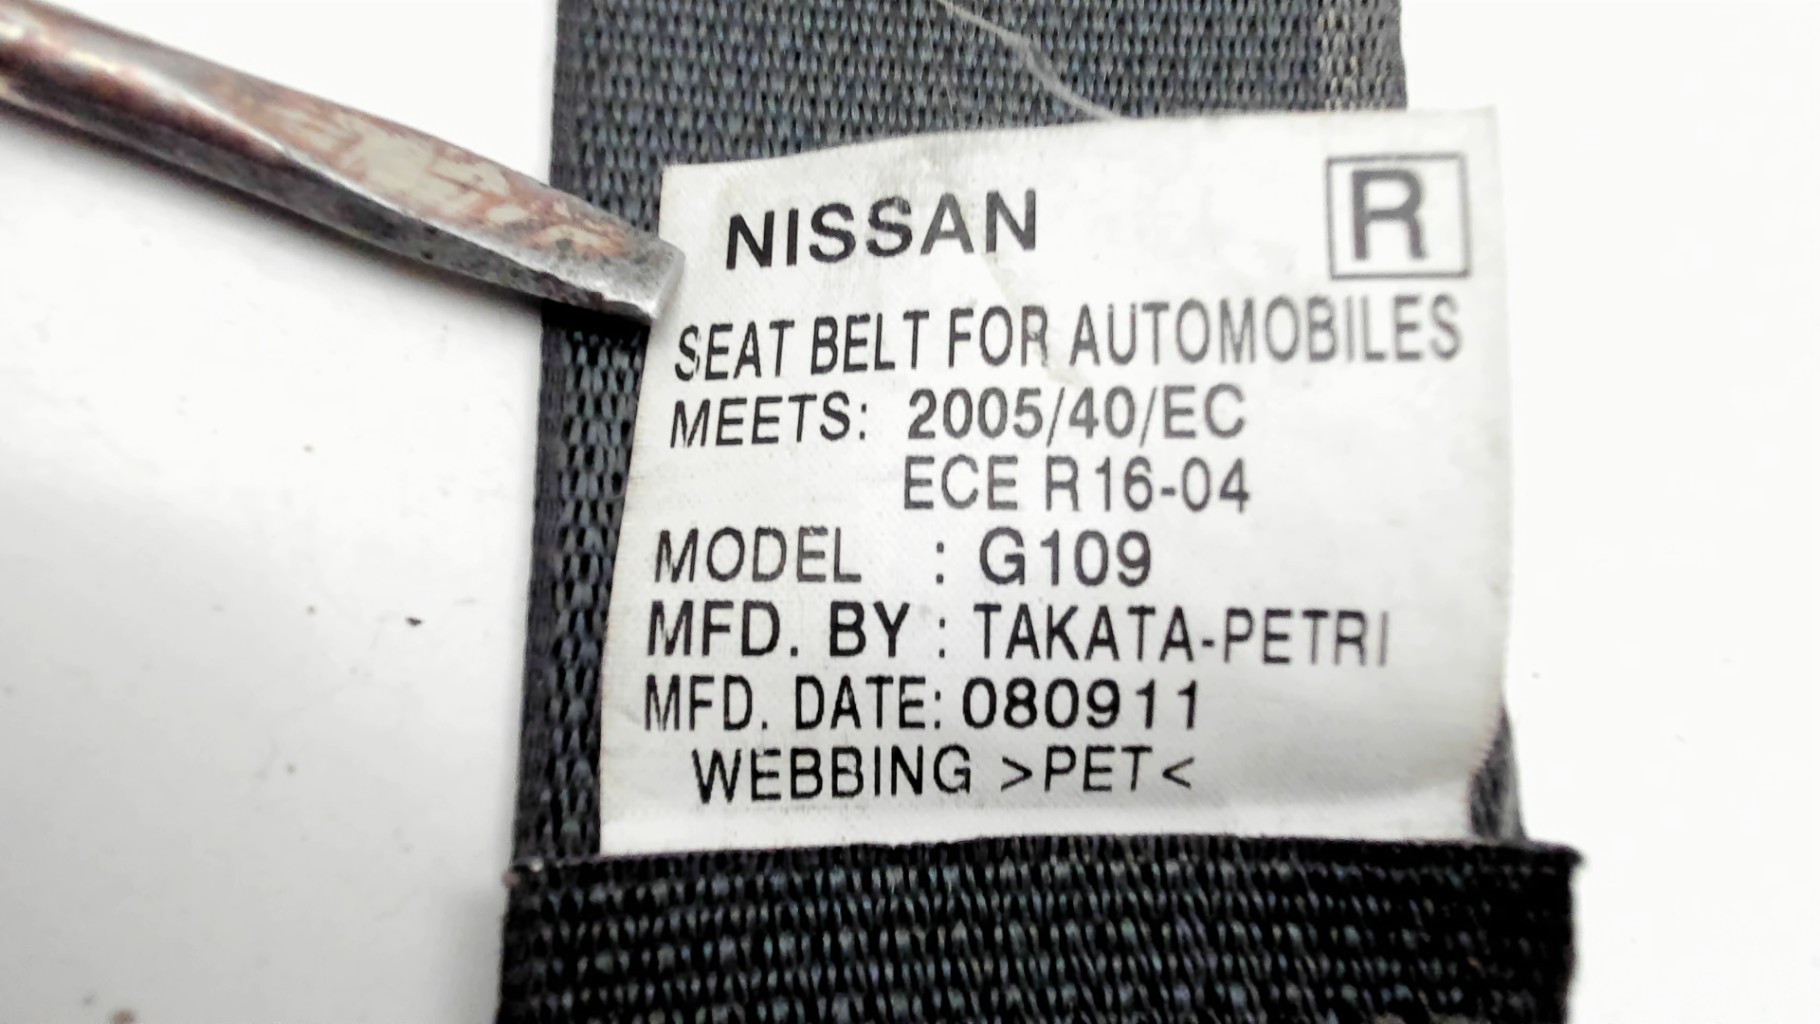 NISSAN R
SEAT BELT FOR AUTOMOBILES
MEETS: 2005/40/EC
ECE R16-04
MODEL : G109
MFD. BY : TAKATA-PETRI
MFD. DATE: 080911
WEBBING >PET<